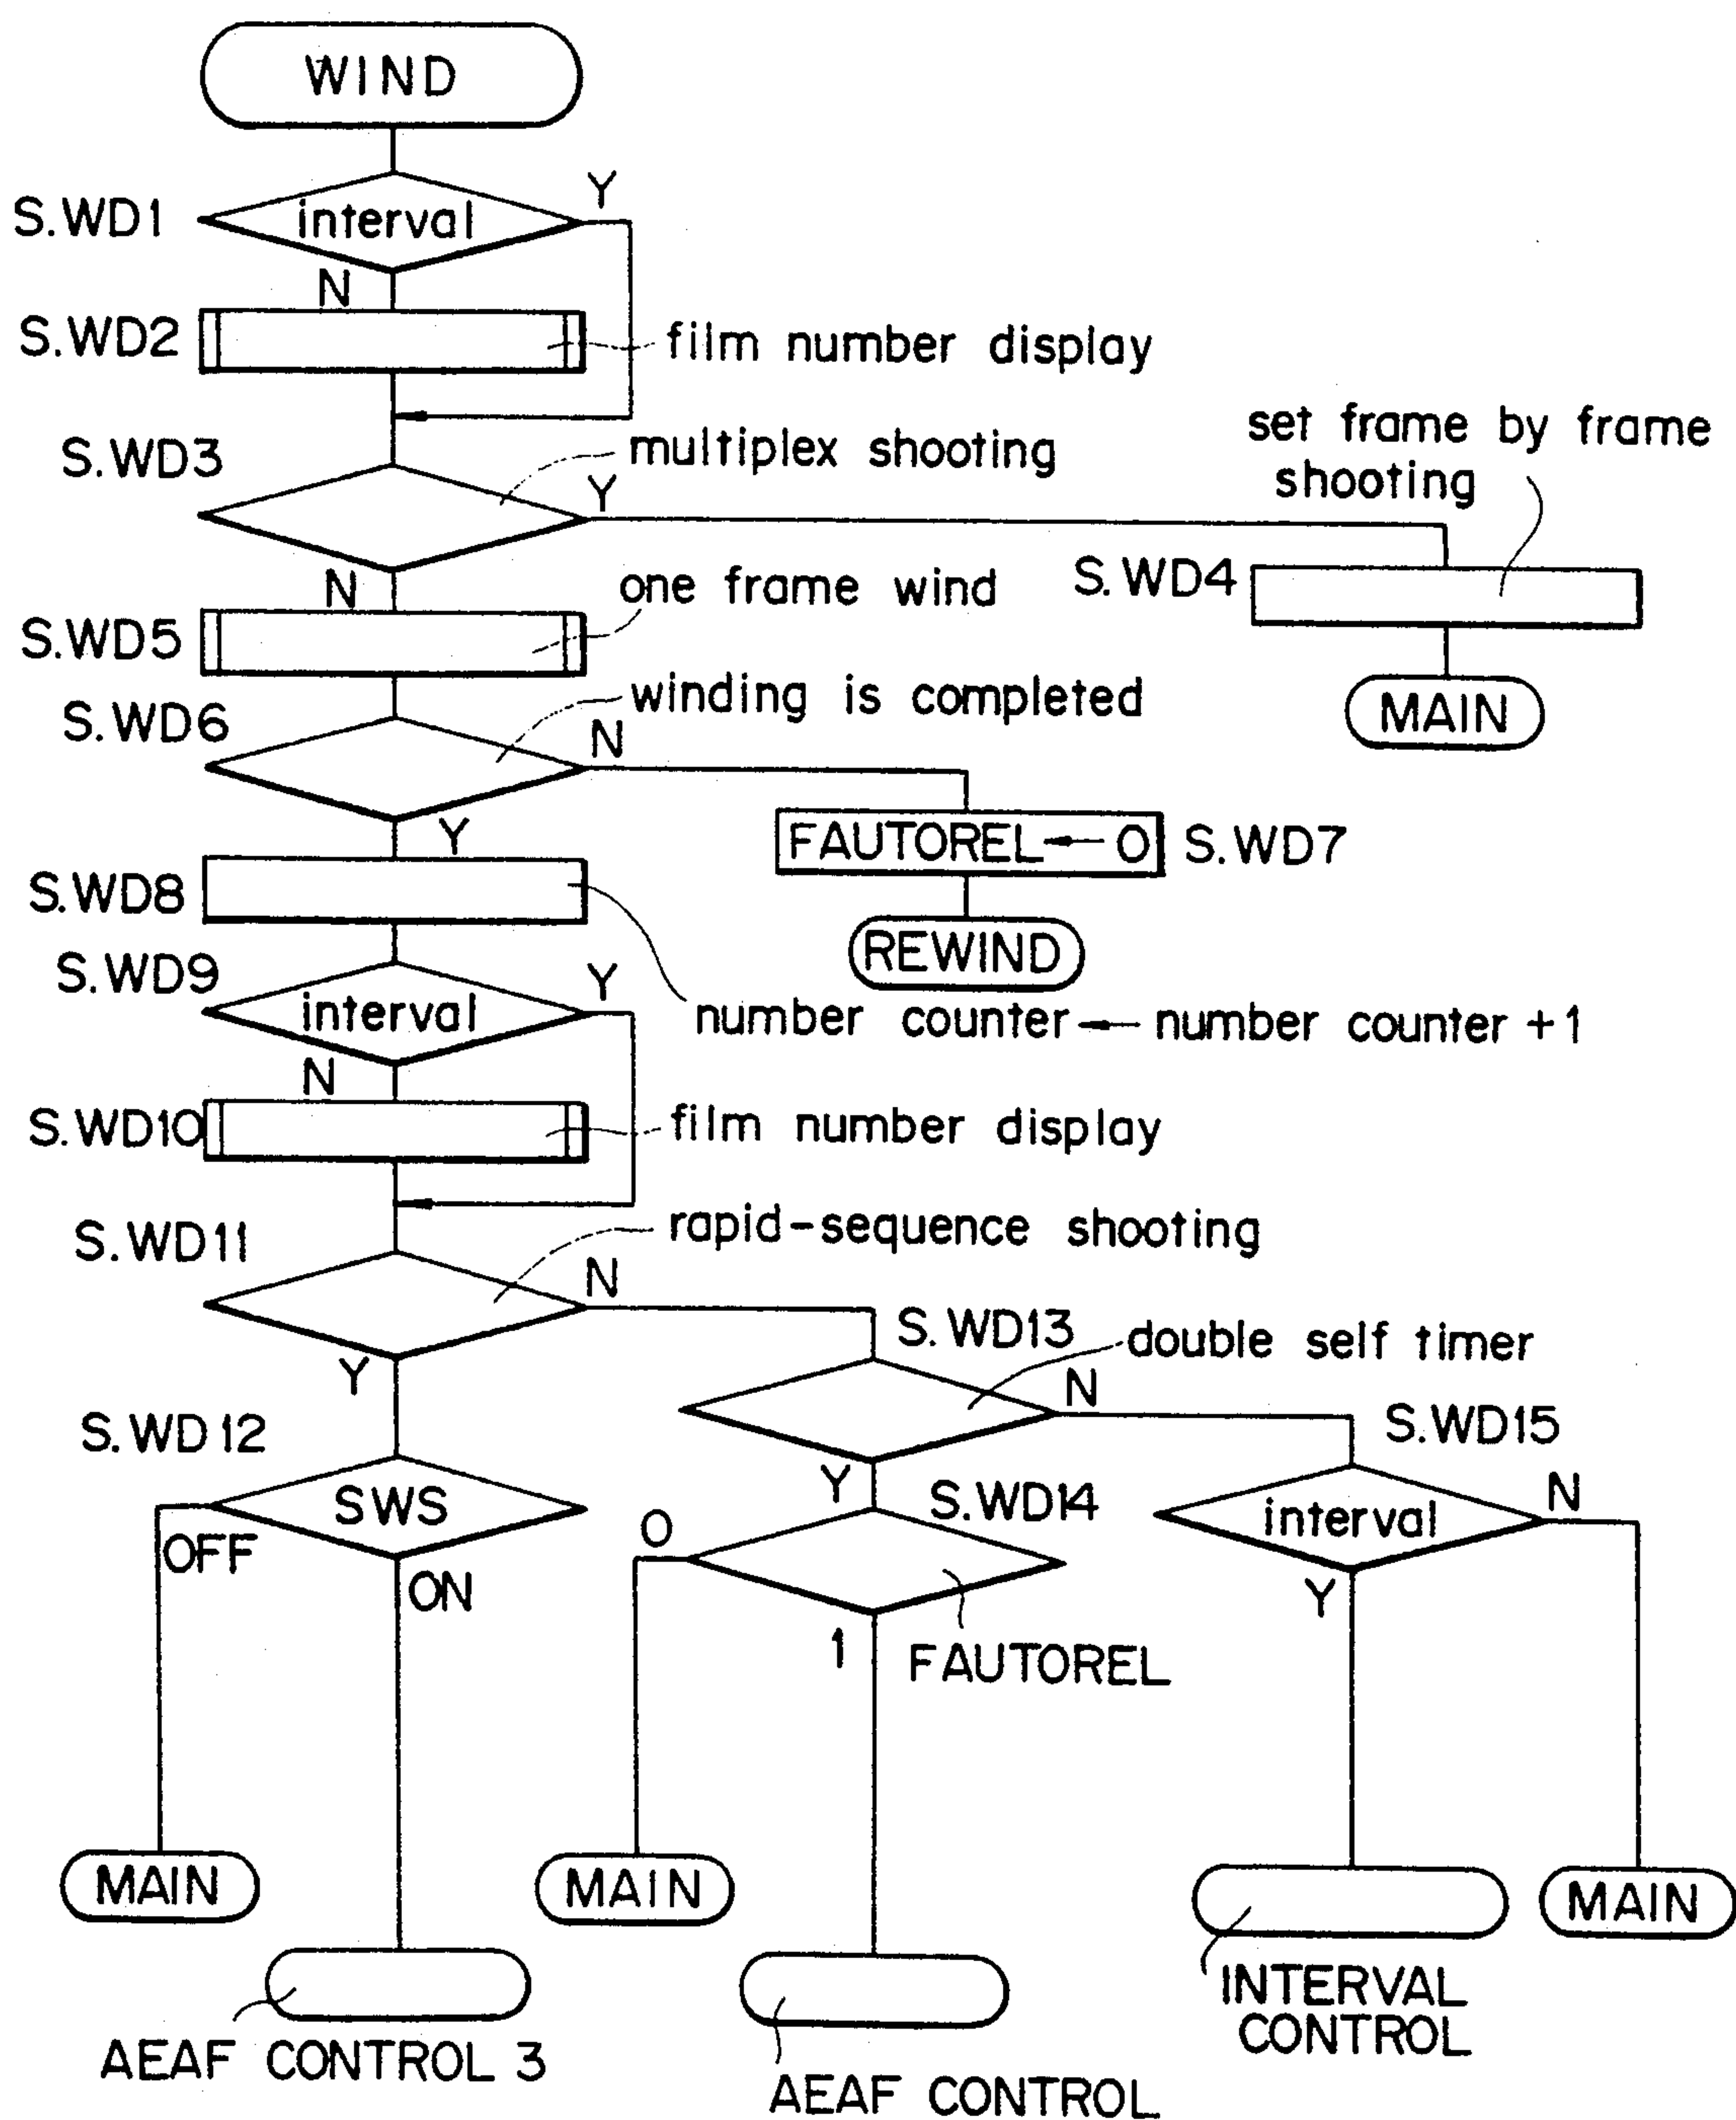 WIND
S.WD1
interval
Y
N
S.WD2
film number display
S.WD3
multiplex shooting
Y
set frame by frame
shooting
N
S.WD4
S.WD5
one frame wind
MAIN
S.WD6
winding is completed
N
Y
FAUTOREL ← 0
S.WD7
S.WD8
REWIND
number counter ← number counter + 1
S.WD9
interval
Y
N
S.WD10
film number display
S.WD11
rapid-sequence shooting
N
Y
S.WD13
double self timer
N
Y
S.WD12
SWS
OFF
ON
S.WD14
0
1
FAUTOREL
S.WD15
interval
N
Y
MAIN
MAIN
MAIN
AEAF CONTROL 3
AEAF CONTROL
INTERVAL
CONTROL